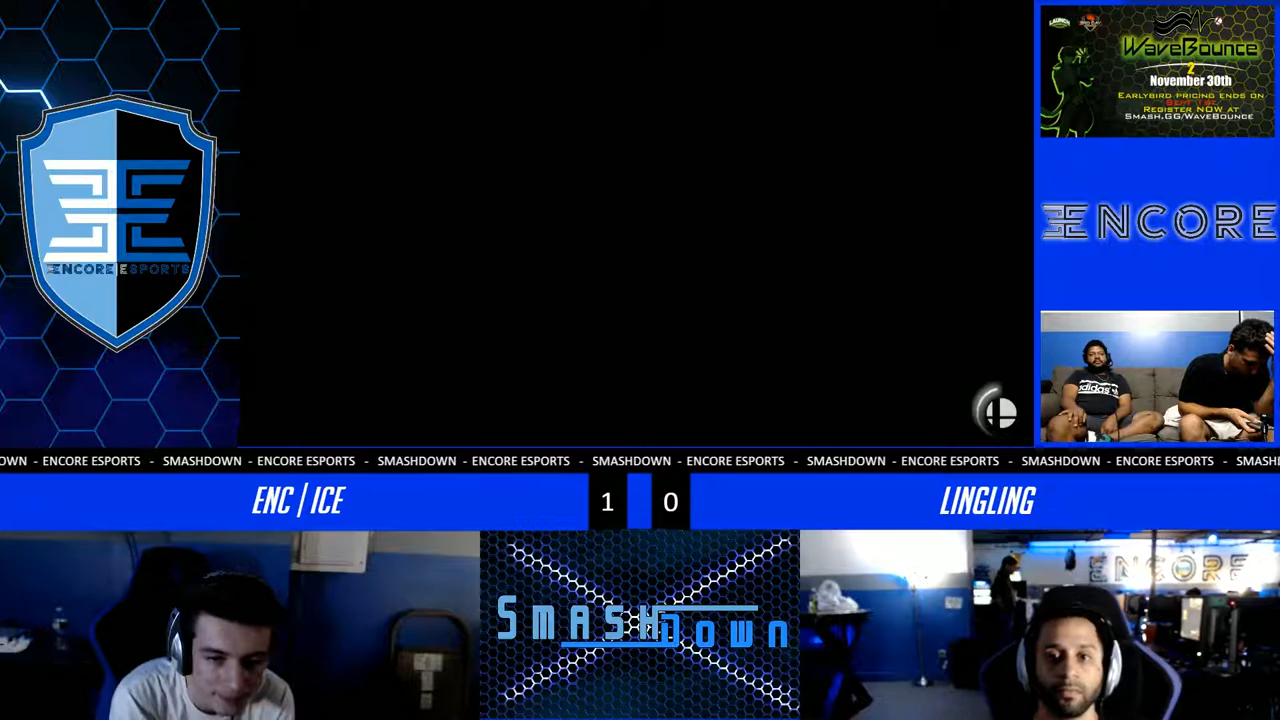 ENCORE ESPORTS
WAVEBOUNCE
2
November 30th
EARLYBIRD PRICING ENDS ON
REGISTER NOW AT
SMASH.GG/WAVEBOUNCE
ENCORE
adidas
OWN - ENCORE ESPORTS - SMASHDOWN - ENCORE ESPORTS - SMASHDOWN - ENCORE ESPORTS - SMASHDOWN - ENCORE ESPORTS - SMASHDOWN - ENCORE ESPORTS - SMASHDOWN - ENCORE ESPORTS - SMASH
ENC | ICE
1
0
LINGLING
SMASHDOWN
ENCORE